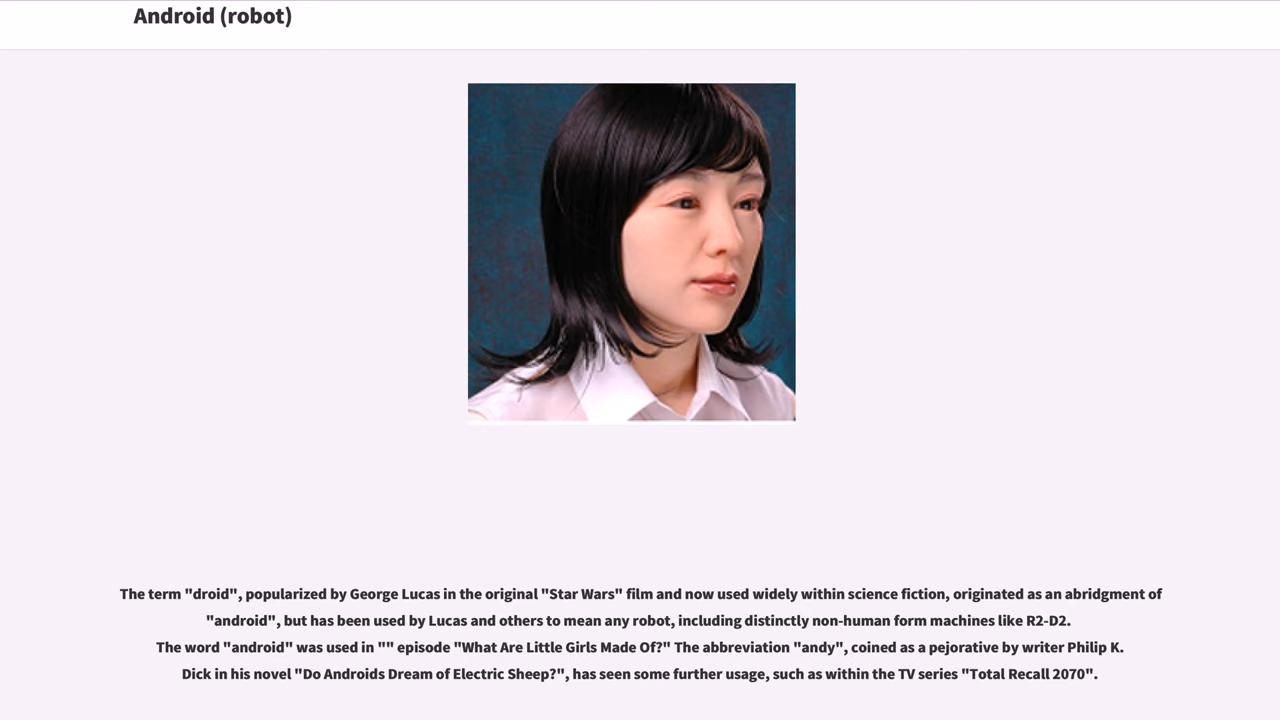 Android (robot)
The term "droid", popularized by George Lucas in the original "Star Wars" film and now used widely within science fiction, originated as an abridgment of
"android", but has been used by Lucas and others to mean any robot, including distinctly non-human form machines like R2-D2.
The word "android" was used in "" episode "What Are Little Girls Made Of?" The abbreviation "andy", coined as a pejorative by writer Philip K.
Dick in his novel "Do Androids Dream of Electric Sheep?", has seen some further usage, such as within the TV series "Total Recall 2070".